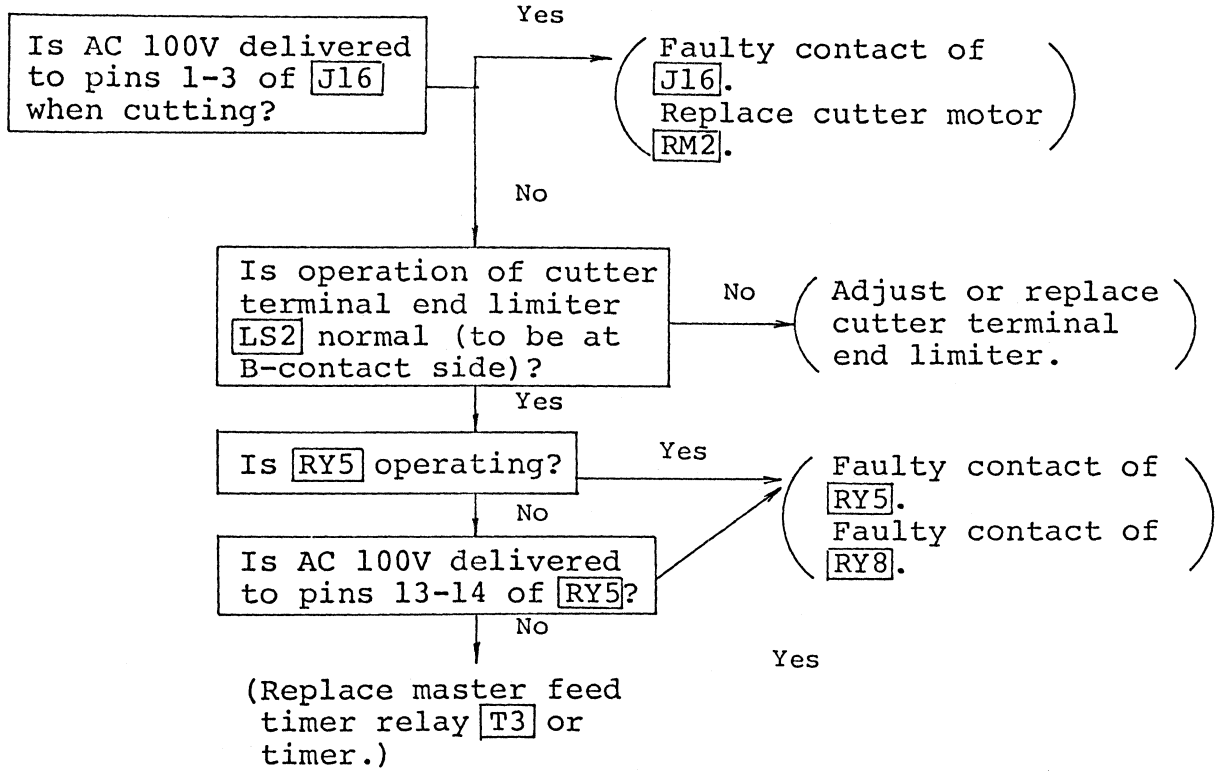 Yes
Is AC 100V delivered
to pins 1-3 of J16
when cutting?
(Faulty contact of
J16.
Replace cutter motor
RM2.)
No
Is operation of cutter
terminal end limiter
LS2 normal (to be at
B-contact side)?
No
(Adjust or replace
cutter terminal
end limiter.)
Yes
Is RY5 operating?
Yes
(Faulty contact of
RY5.
Faulty contact of
RY8.)
No
Is AC 100V delivered
to pins 13-14 of RY5?
No
Yes
(Replace master feed
timer relay T3 or
timer.)